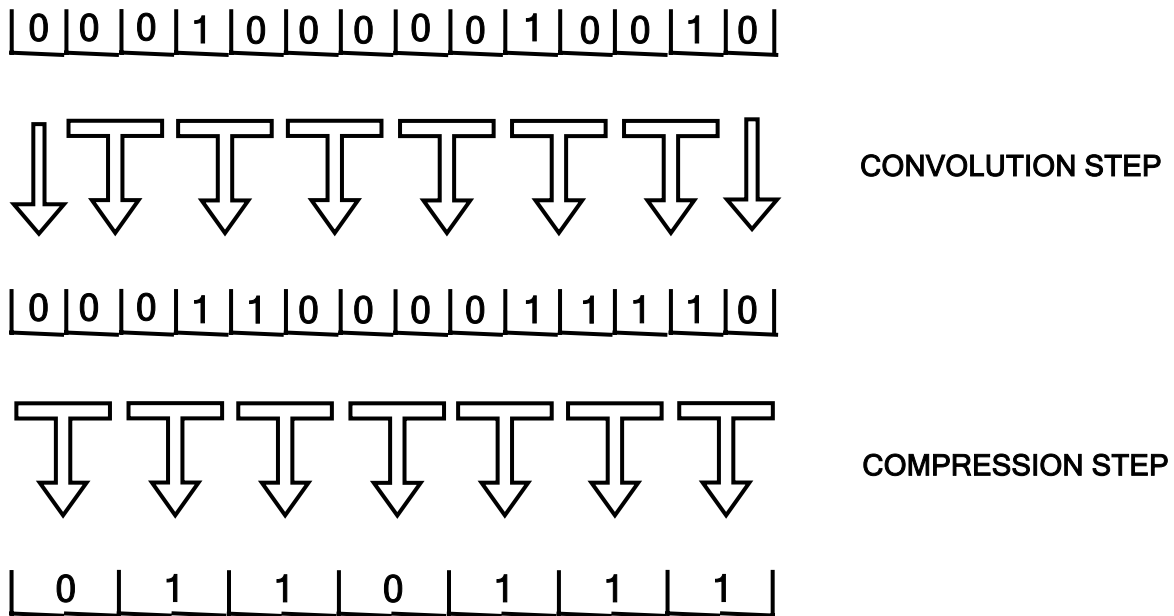 0 0 0 1 0 0 0 0 0 1 0 0 1 0
CONVOLUTION STEP
0 0 0 1 1 0 0 0 0 1 1 1 1 0
COMPRESSION STEP
0 1 1 0 1 1 1